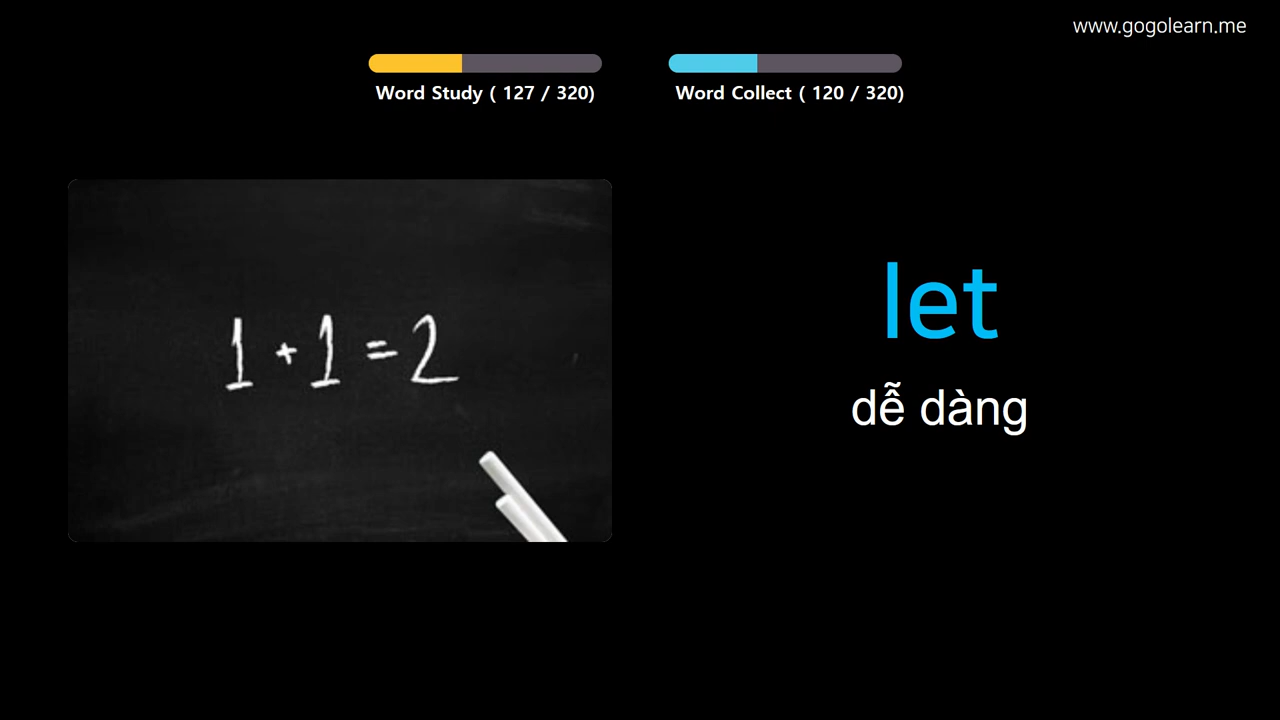 www.gogolearn.me
Word Study ( 127 / 320)
Word Collect ( 120 / 320)
1 + 1 = 2
let
dễ dàng